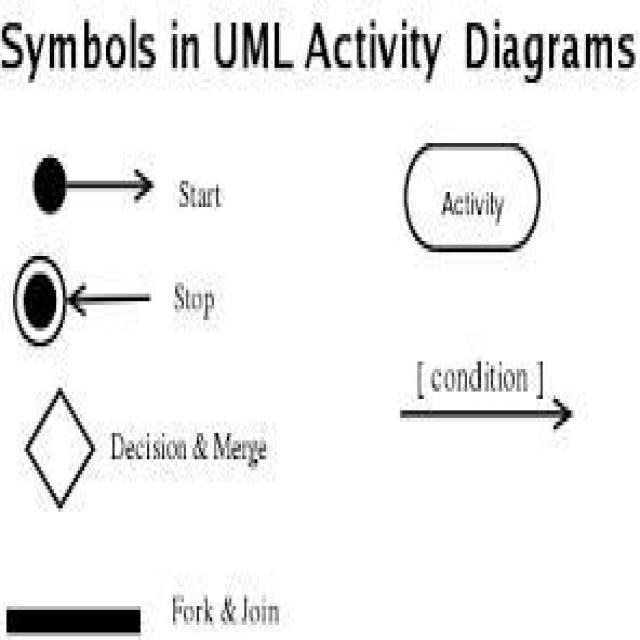 Symbols in UML Activity Diagrams
Start
Activity
Stop
[ condition ]
Decision & Merge
Fork & Join